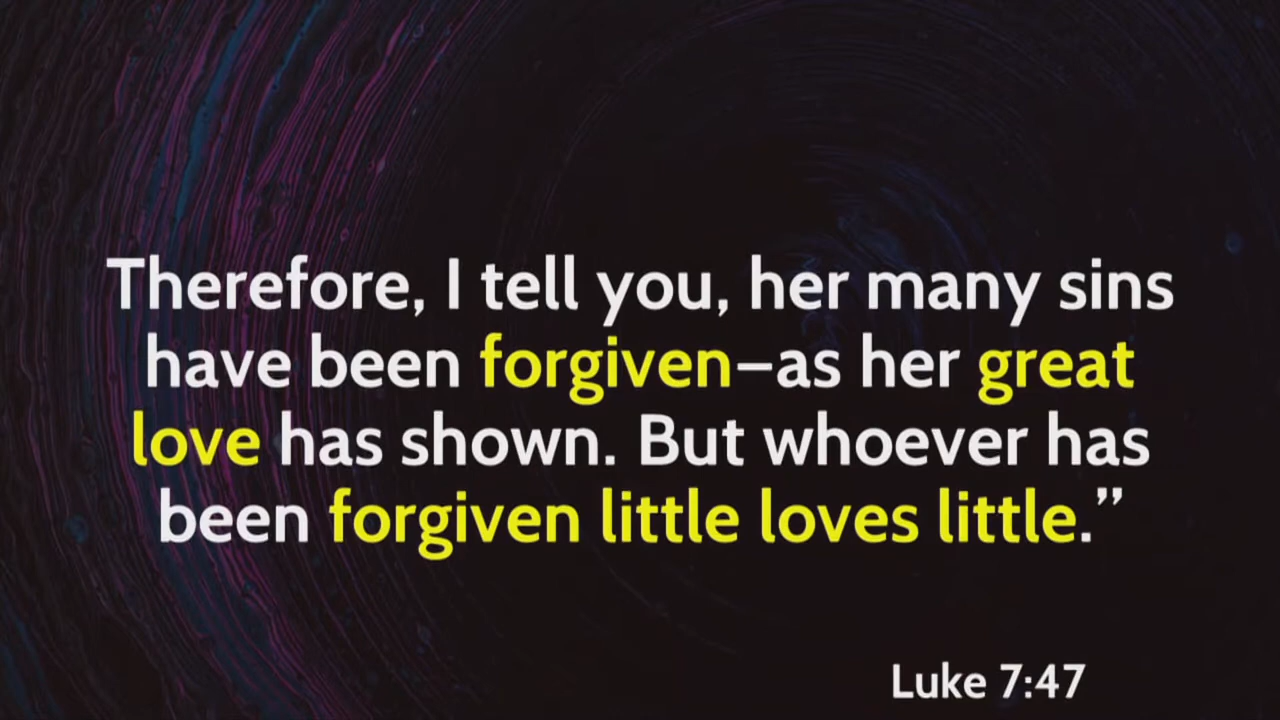 Therefore, I tell you, her many sins
have been forgiven–as her great
love has shown. But whoever has
been forgiven little loves little.”
Luke 7:47